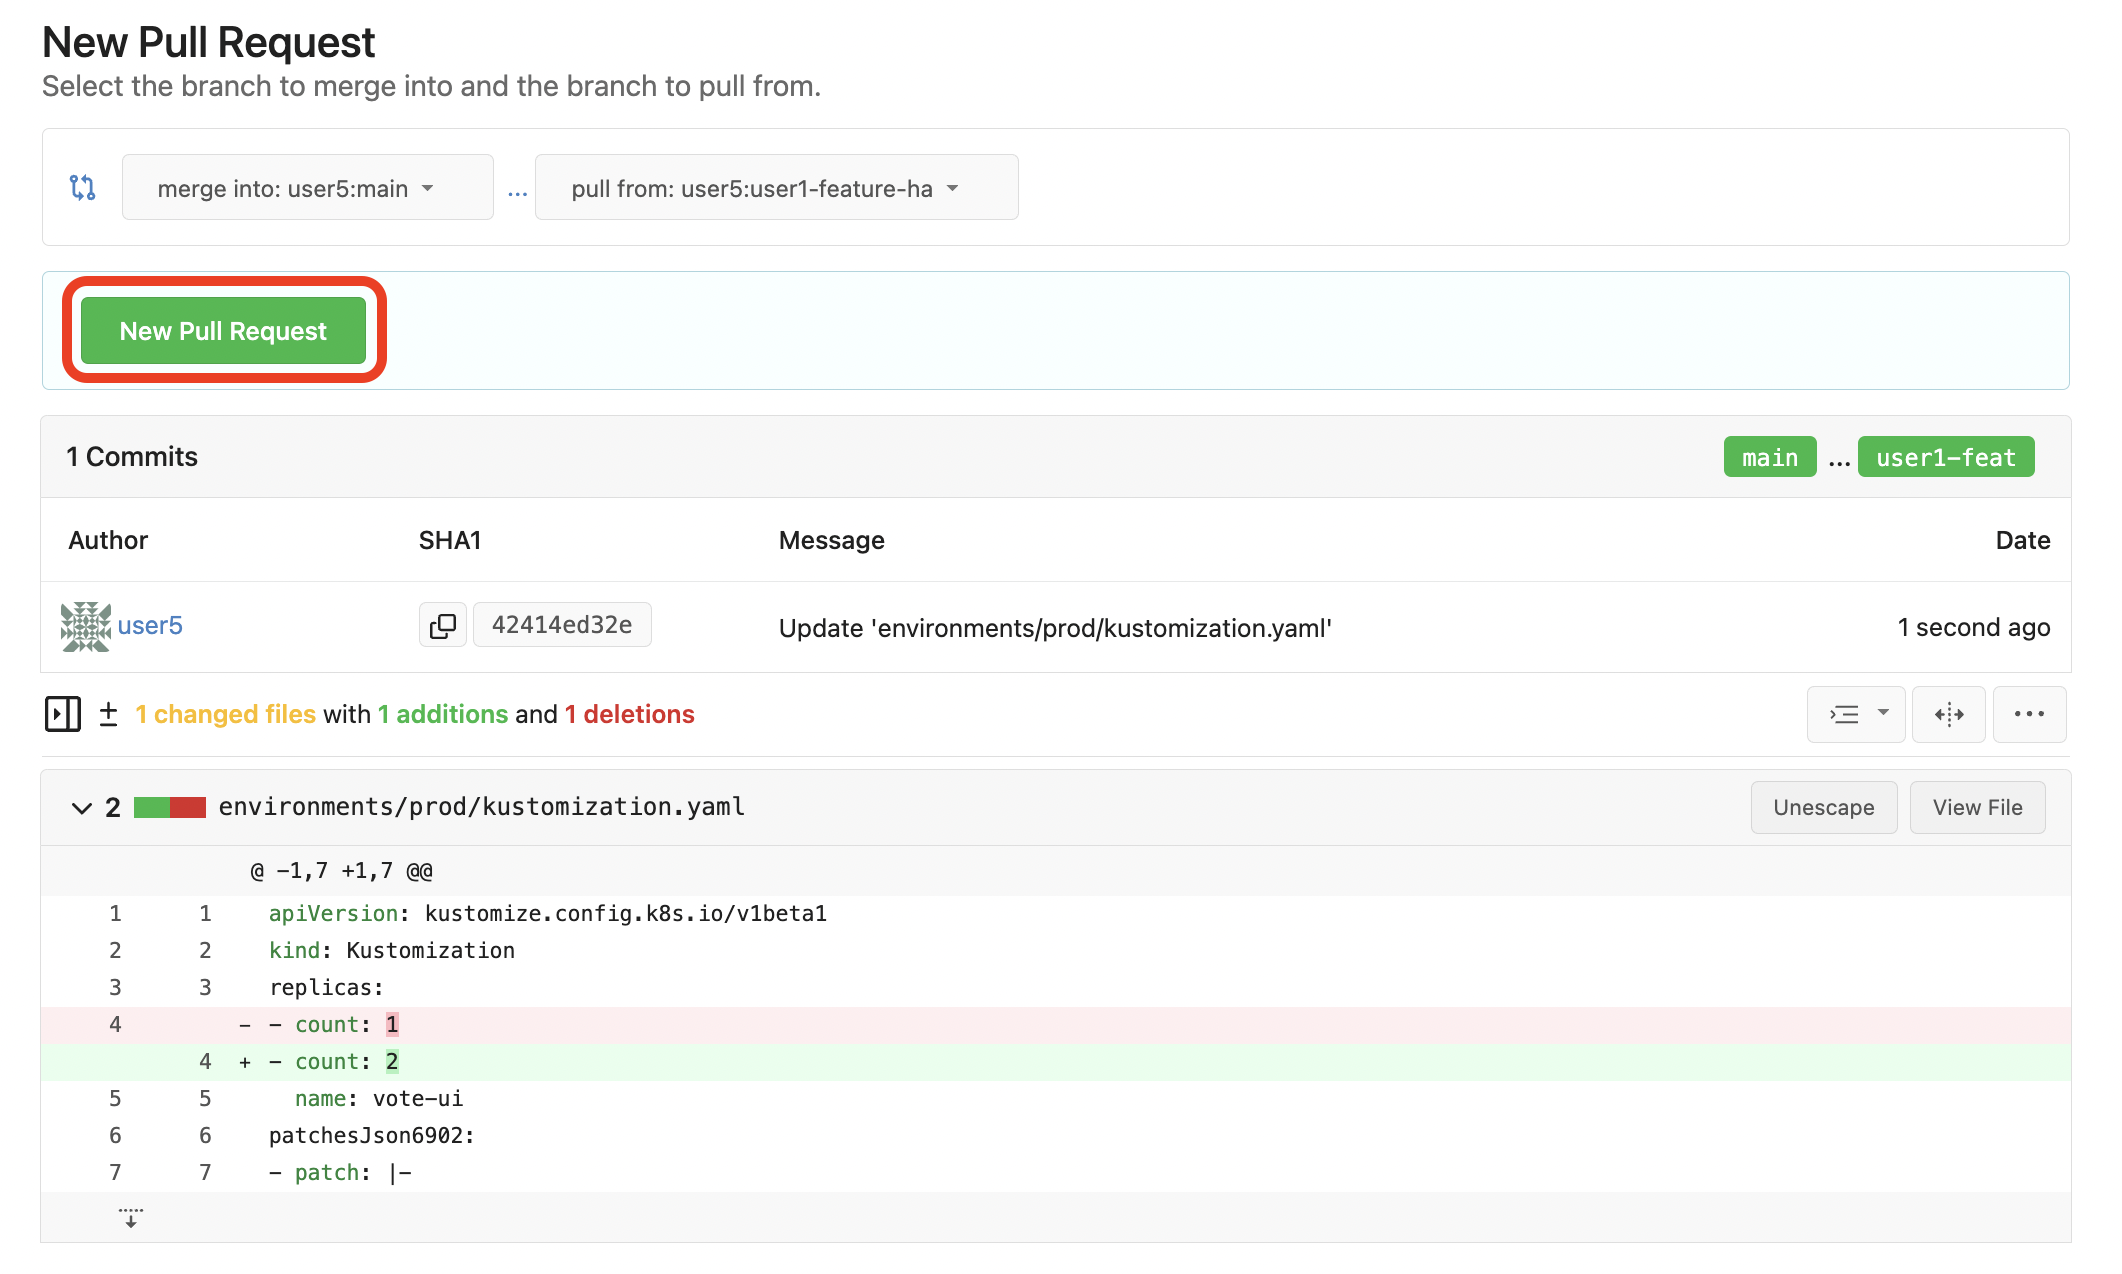 New Pull Request
Select the branch to merge into and the branch to pull from.
merge into: user5:main ... pull from: user5:user1-feature-ha
New Pull Request
1 Commits main ... user1-feat
Author SHA1 Message Date
user5 42414ed32e Update 'environments/prod/kustomization.yaml' 1 second ago
± 1 changed files with 1 additions and 1 deletions
2 environments/prod/kustomization.yaml Unescape View File
@ -1,7 +1,7 @@
1 1 apiVersion: kustomize.config.k8s.io/v1beta1
2 2 kind: Kustomization
3 3 replicas:
4 - - count: 1
4 + - count: 2
5 5 name: vote-ui
6 6 patchesJson6902:
7 7 - patch: |-